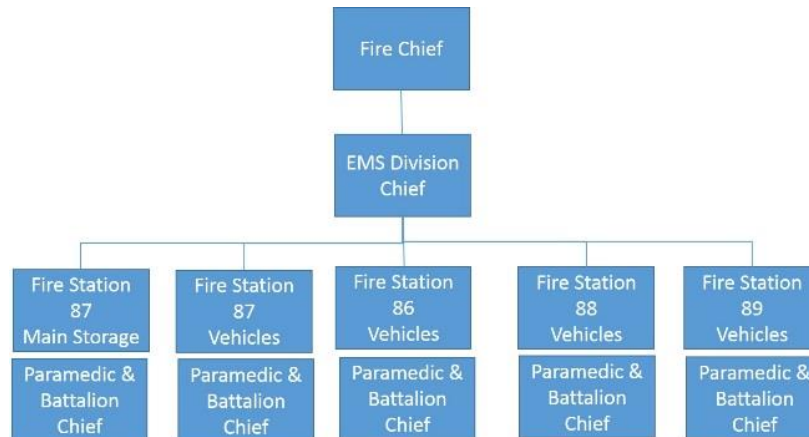 Fire Chief
EMS Division
Chief
Fire Station
87
Main Storage
Fire Station
87
Vehicles
Fire Station
86
Vehicles
Fire Station
88
Vehicles
Fire Station
89
Vehicles
Paramedic &
Battalion
Chief
Paramedic &
Battalion
Chief
Paramedic &
Battalion
Chief
Paramedic &
Battalion
Chief
Paramedic &
Battalion
Chief